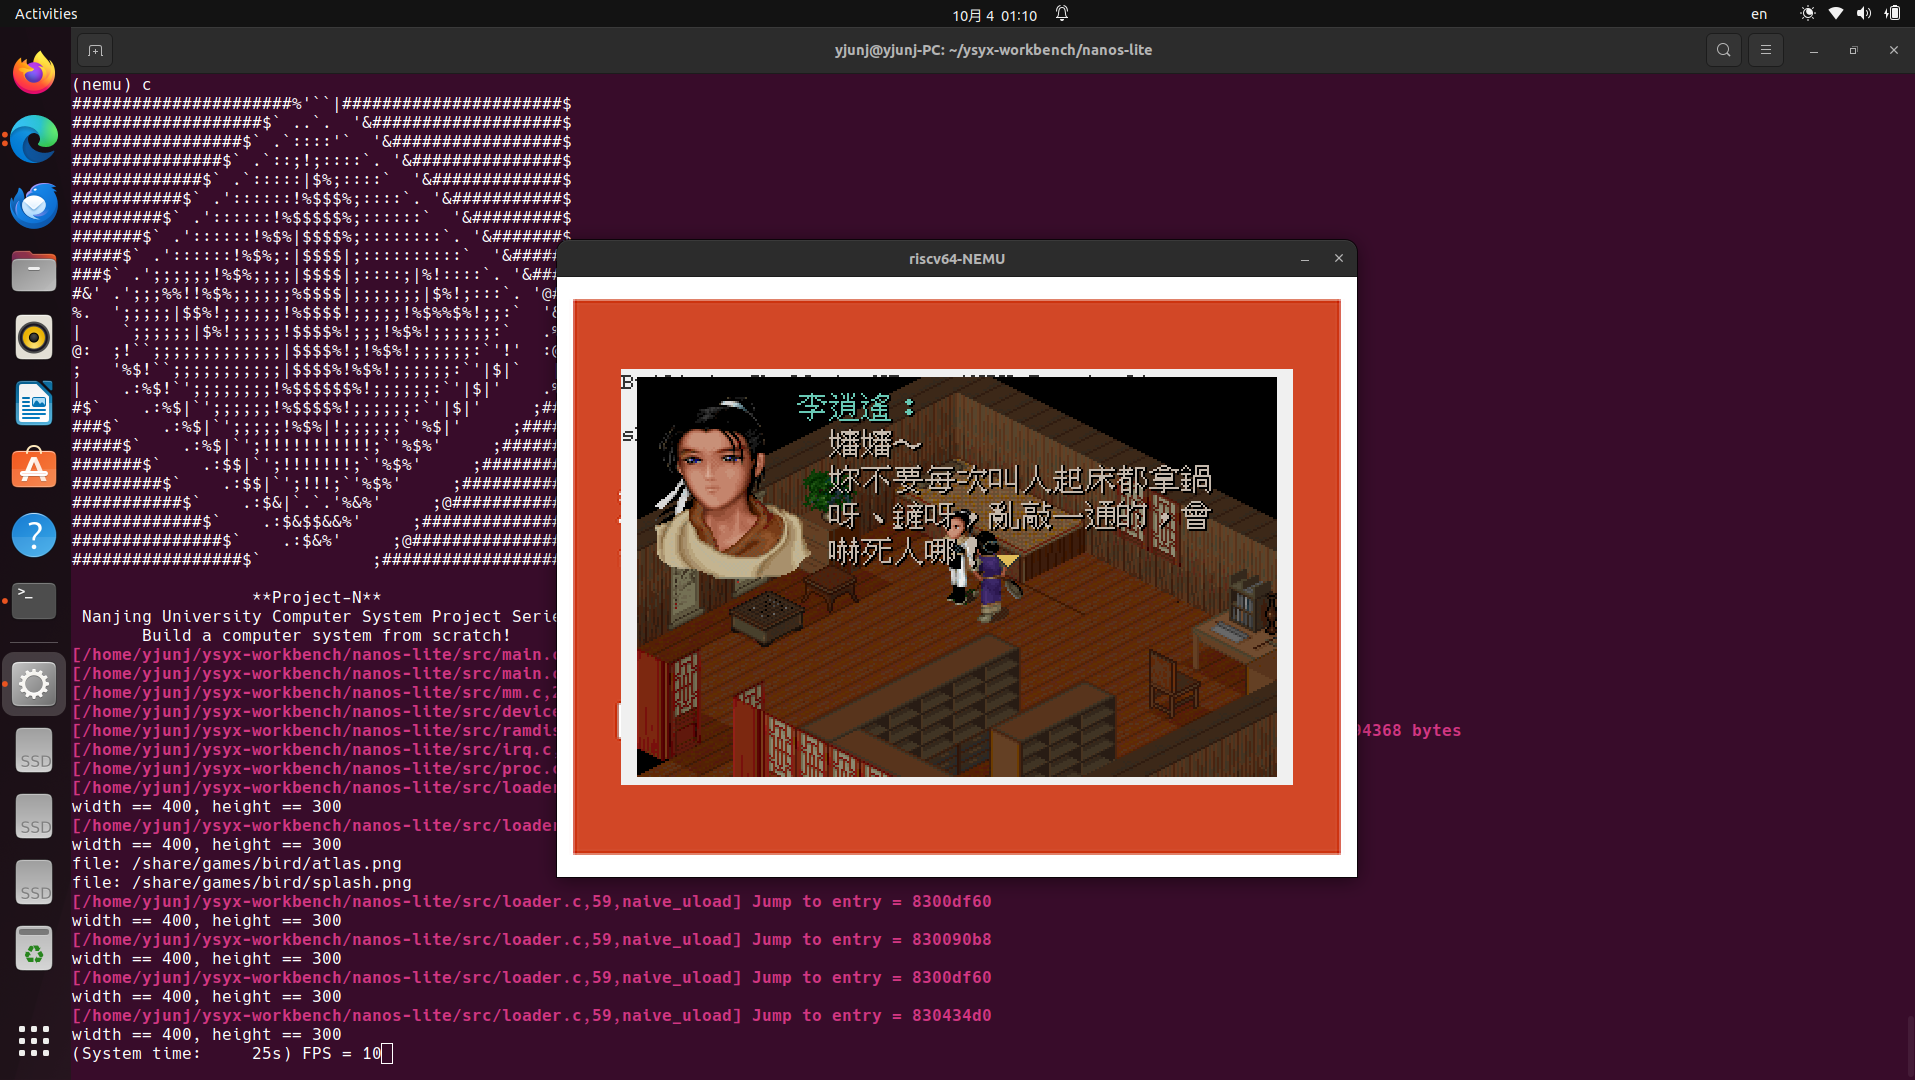 Activities
10月 4 01:10
en
yjunj@yjunj-PC: ~/ysyx-workbench/nanos-lite
(nemu) c
**Project-N**
Nanjing University Computer System Project Serie
Build a computer system from scratch!
[/home/yjunj/ysyx-workbench/nanos-lite/src/main.c
[/home/yjunj/ysyx-workbench/nanos-lite/src/main.c
[/home/yjunj/ysyx-workbench/nanos-lite/src/mm.c,2
[/home/yjunj/ysyx-workbench/nanos-lite/src/device
[/home/yjunj/ysyx-workbench/nanos-lite/src/ramdis
94368 bytes
[/home/yjunj/ysyx-workbench/nanos-lite/src/irq.c,
[/home/yjunj/ysyx-workbench/nanos-lite/src/proc.c
[/home/yjunj/ysyx-workbench/nanos-lite/src/loader
width == 400, height == 300
[/home/yjunj/ysyx-workbench/nanos-lite/src/loader
width == 400, height == 300
file: /share/games/bird/atlas.png
file: /share/games/bird/splash.png
[/home/yjunj/ysyx-workbench/nanos-lite/src/loader.c,59,naive_uload] Jump to entry = 8300df60
width == 400, height == 300
[/home/yjunj/ysyx-workbench/nanos-lite/src/loader.c,59,naive_uload] Jump to entry = 830090b8
width == 400, height == 300
[/home/yjunj/ysyx-workbench/nanos-lite/src/loader.c,59,naive_uload] Jump to entry = 8300df60
width == 400, height == 300
[/home/yjunj/ysyx-workbench/nanos-lite/src/loader.c,59,naive_uload] Jump to entry = 830434d0
width == 400, height == 300
(System time: 25s) FPS = 10
riscv64-NEMU
李逍遙：
嬸嬸～
妳不要每次叫人起床都拿鍋
呀、鏟呀，亂敲一通的，會
嚇死人哪
SSD
SSD
SSD